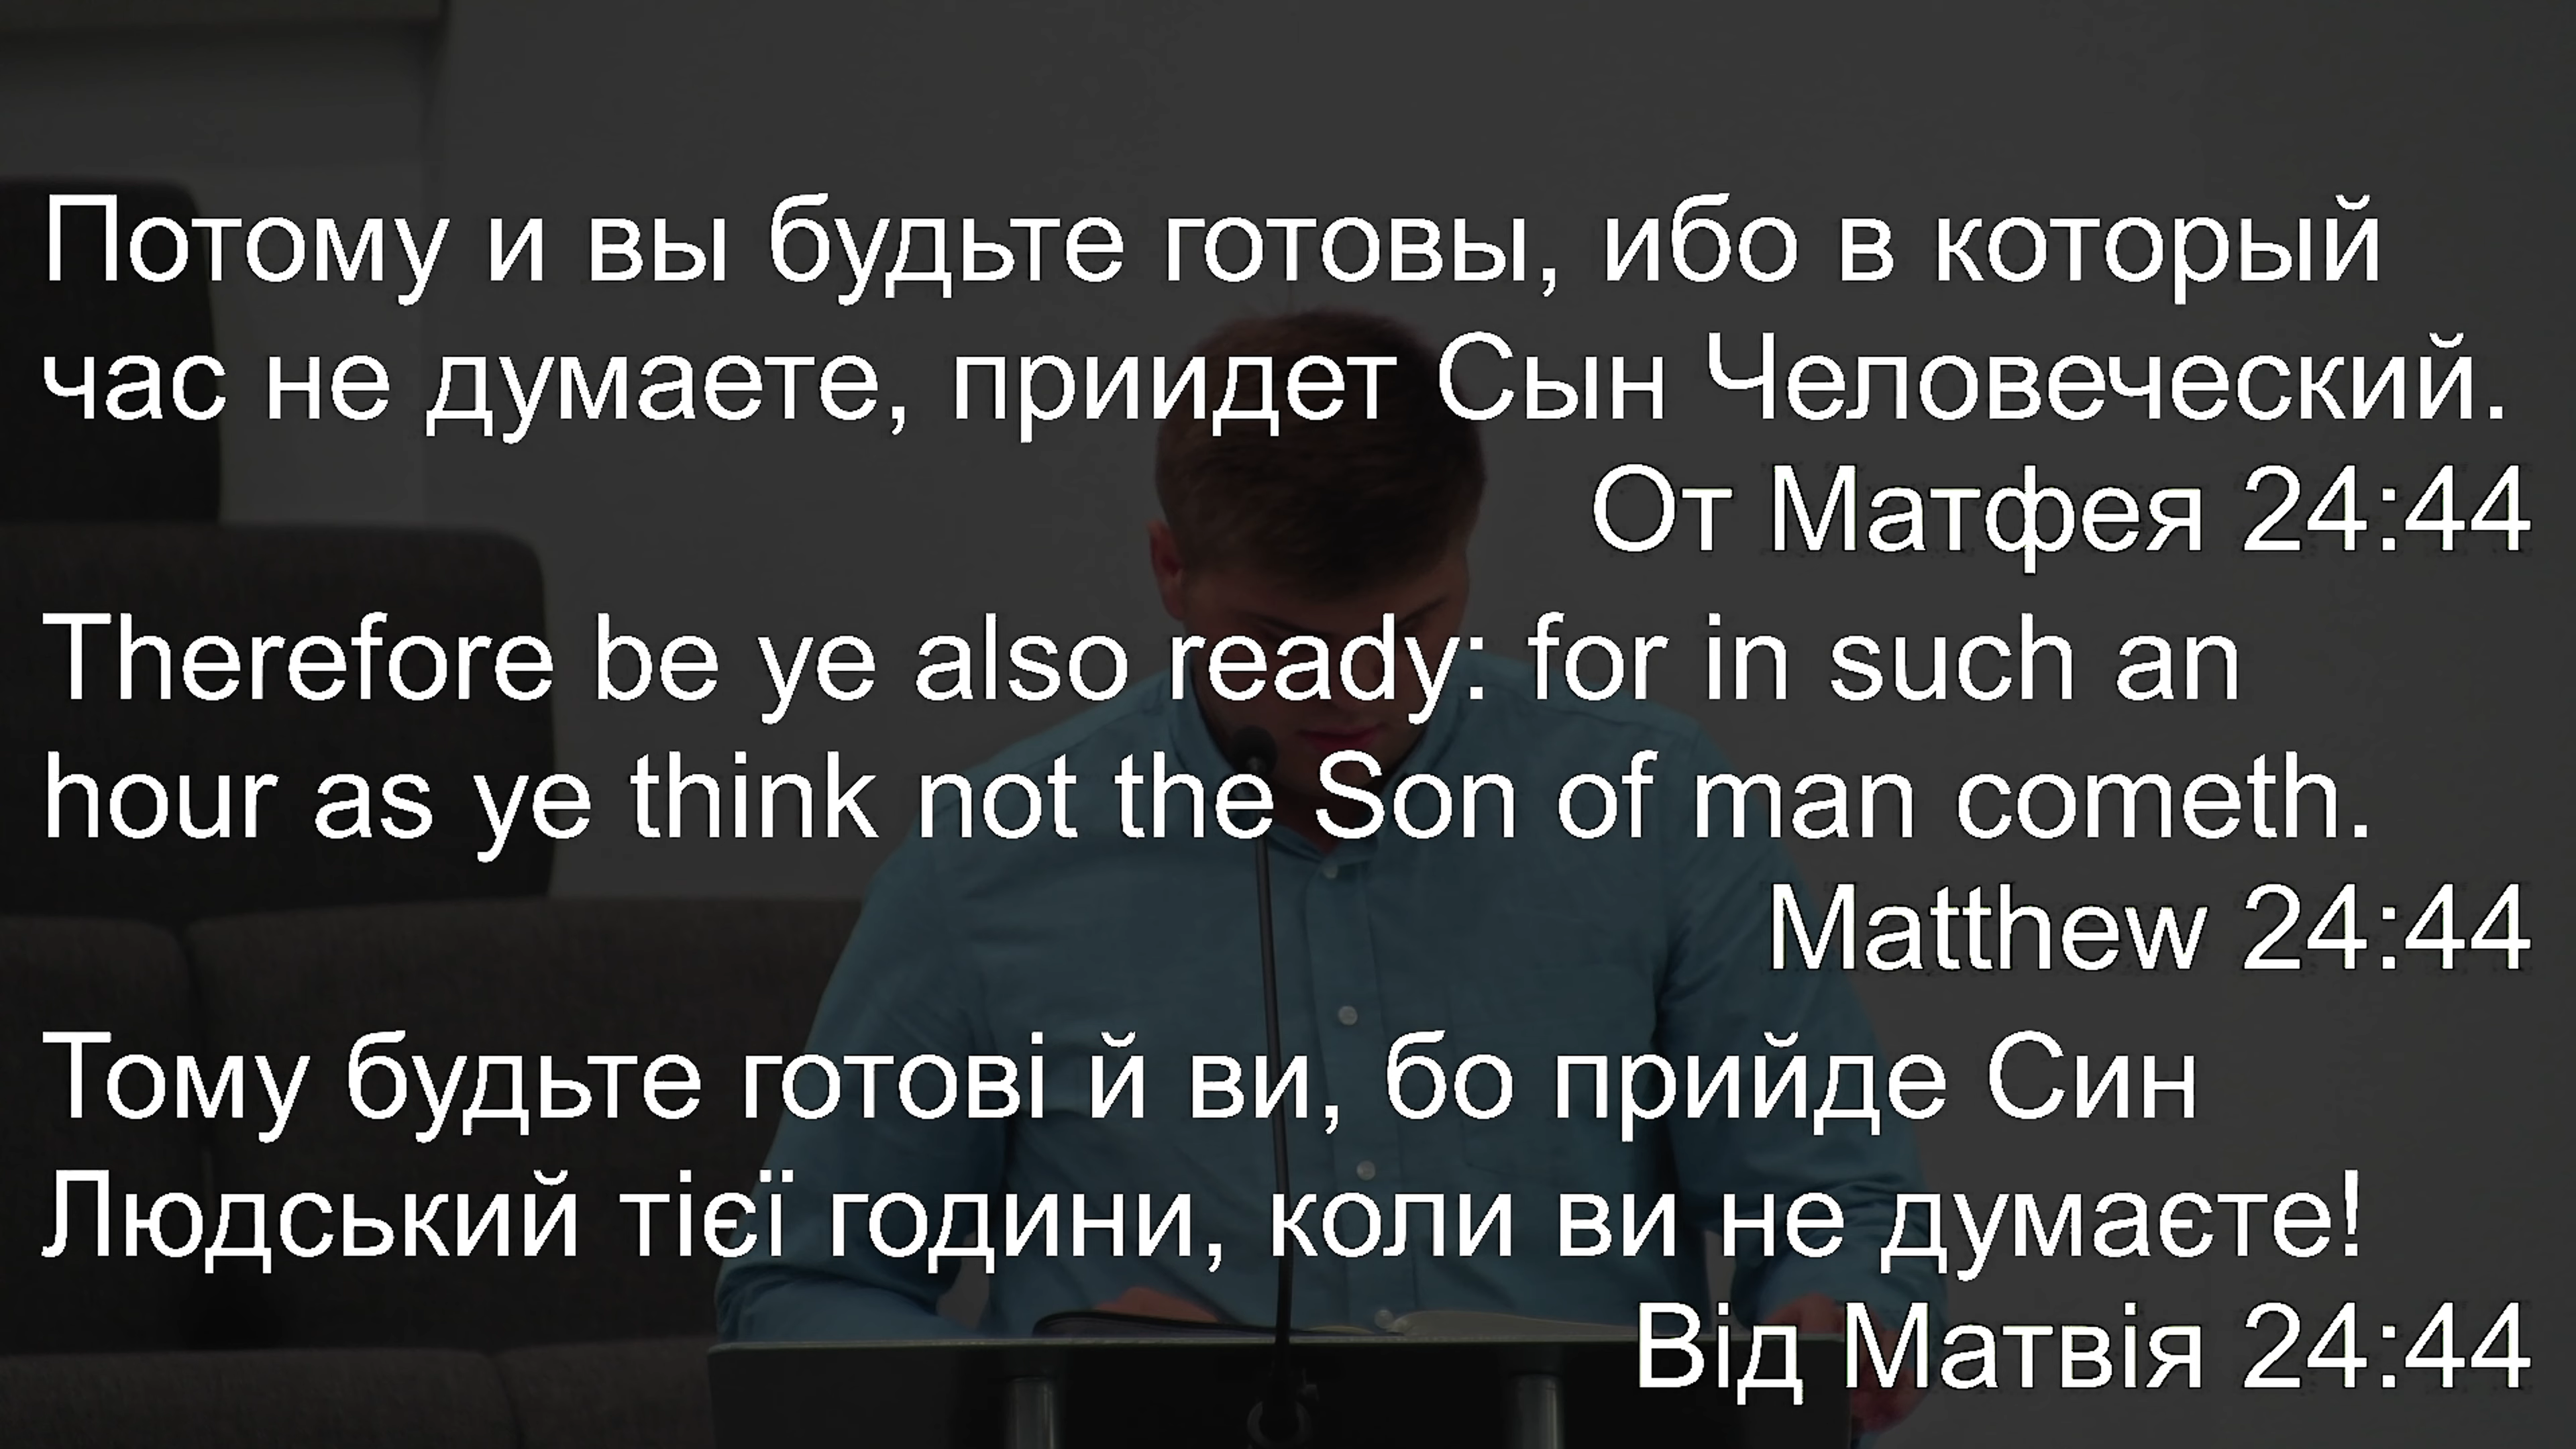 Потому и вы будьте готовы, ибо в который
час не думаете, приидет Сын Человеческий.
От Матфея 24:44
Therefore be ye also ready: for in such an
hour as ye think not the Son of man cometh.
Matthew 24:44
Тому будьте готові й ви, бо прийде Син
Людський тієї години, коли ви не думаєте!
Від Матвія 24:44